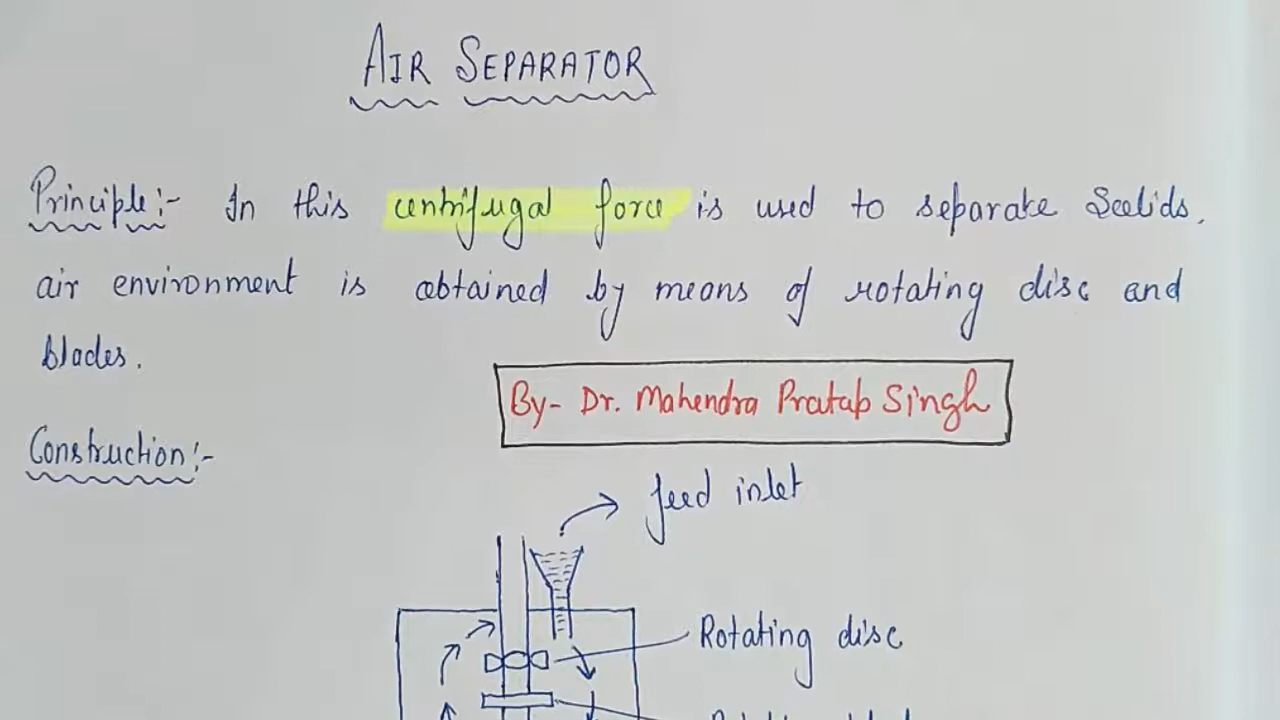 AIR SEPARATOR
Principle:- In this centrifugal force is used to separate Soolids.
air environment is obtained by means of rotating disc and
blades.
By- Dr. Mahendra Pratap Singh
Construction:-
feed inlet
Rotating disc